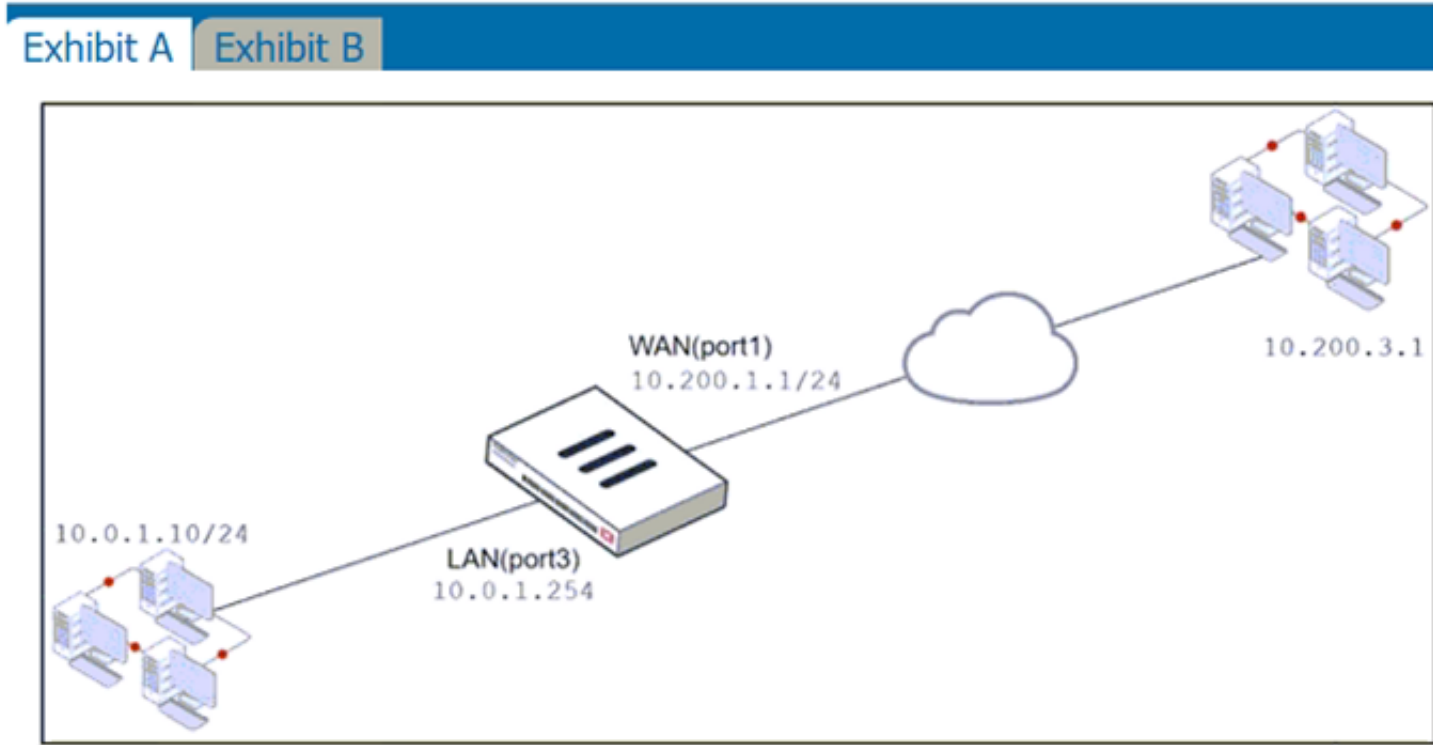 Exhibit A Exhibit B
WAN(port1)
10.200.1.1/24
10.200.3.1
10.0.1.10/24
LAN(port3)
10.0.1.254